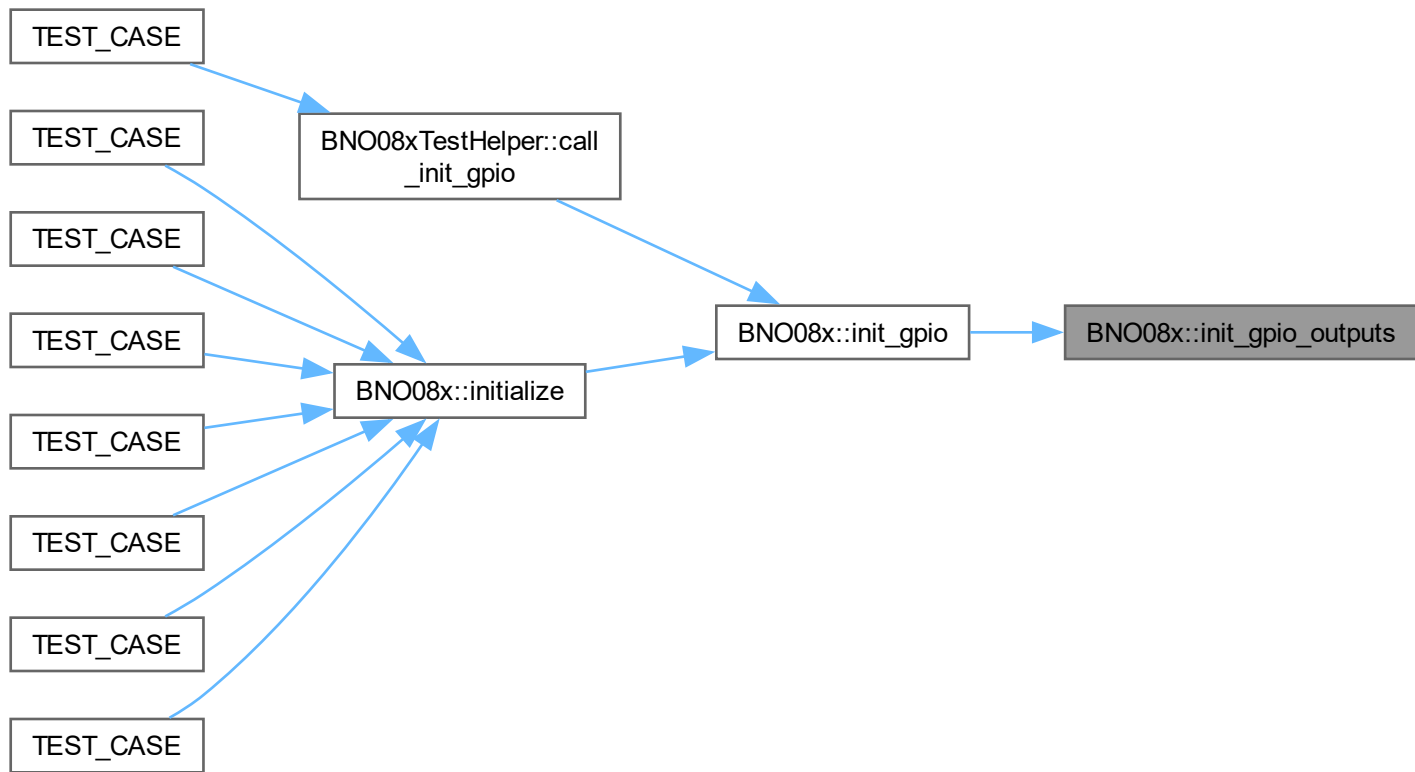 TEST_CASE
TEST_CASE
TEST_CASE
TEST_CASE
TEST_CASE
TEST_CASE
TEST_CASE
TEST_CASE
BNO08xTestHelper::call
_init_gpio
BNO08x::initialize
BNO08x::init_gpio
BNO08x::init_gpio_outputs